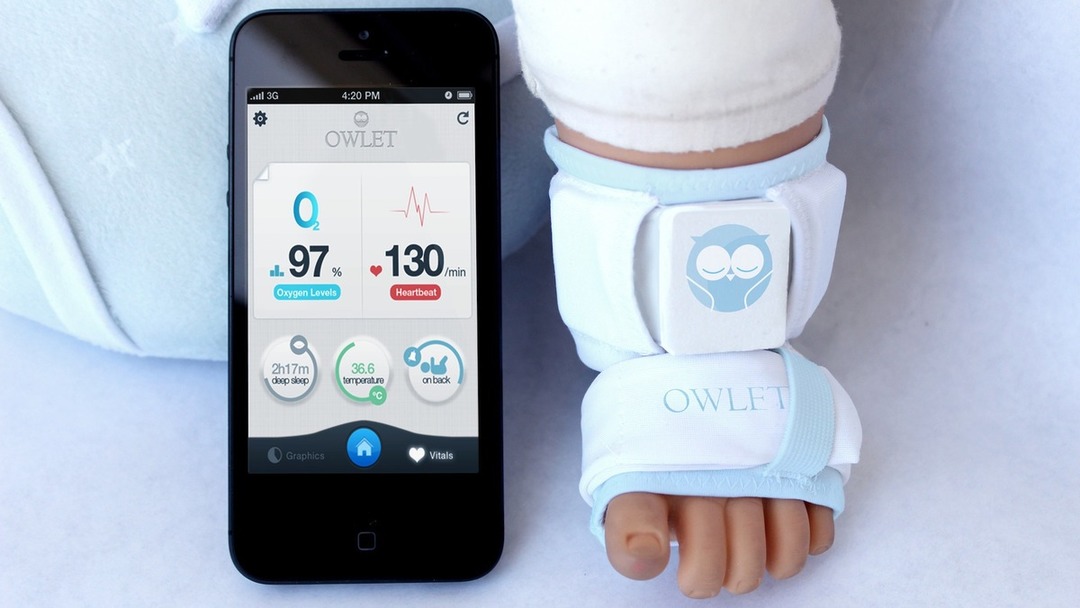 3G 4:20 PM
OWLET
O2
97 %
Oxygen Levels
130 /min
Heartbeat
2h17m
deep sleep
36.6
temperature
°C
on back
Graphics
Vitals
OWLET